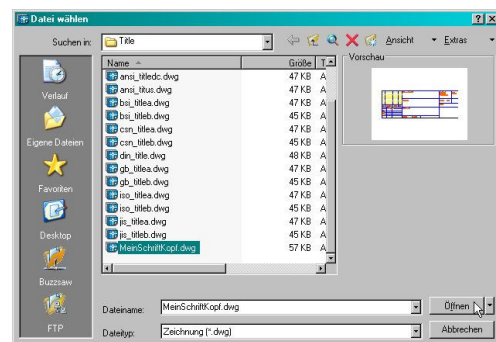 Datei wählen
Suchen in: Title Ansicht Extras
Name Größe T
Vorschau
ansi_titledc.dwg 47 KB A
ansi_titus.dwg 47 KB A
bsi_titlea.dwg 47 KB A
bsi_titleb.dwg 45 KB A
csn_titlea.dwg 47 KB A
csn_titleb.dwg 45 KB A
din_title.dwg 48 KB A
gb_titlea.dwg 47 KB A
gb_titleb.dwg 45 KB A
iso_titlea.dwg 47 KB A
iso_titleb.dwg 45 KB A
jis_titlea.dwg 47 KB A
jis_titleb.dwg 45 KB A
MeinSchriftKopf.dwg 57 KB A
Verlauf
Eigene Dateien
Favoriten
Desktop
Buzzsaw
FTP
Dateiname: MeinSchriftKopf.dwg Öffnen
Dateityp: Zeichnung (*.dwg) Abbrechen